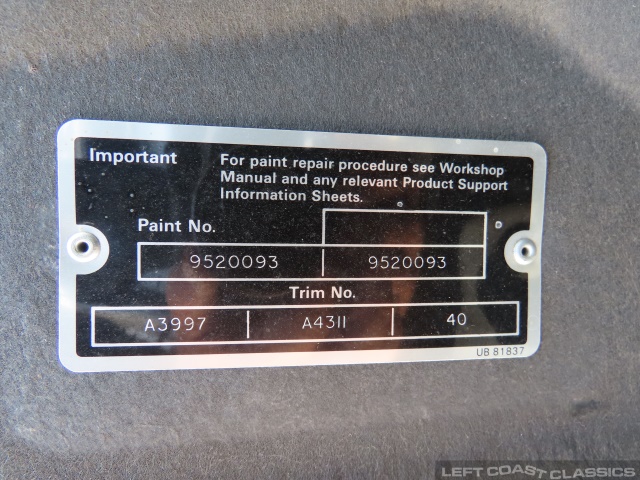 Important
For paint repair procedure see Workshop
Manual and any relevant Product Support
Information Sheets.
Paint No.
9520093 9520093
Trim No.
A3997 A4311 40
UB 81837
LEFT COAST CLASSICS